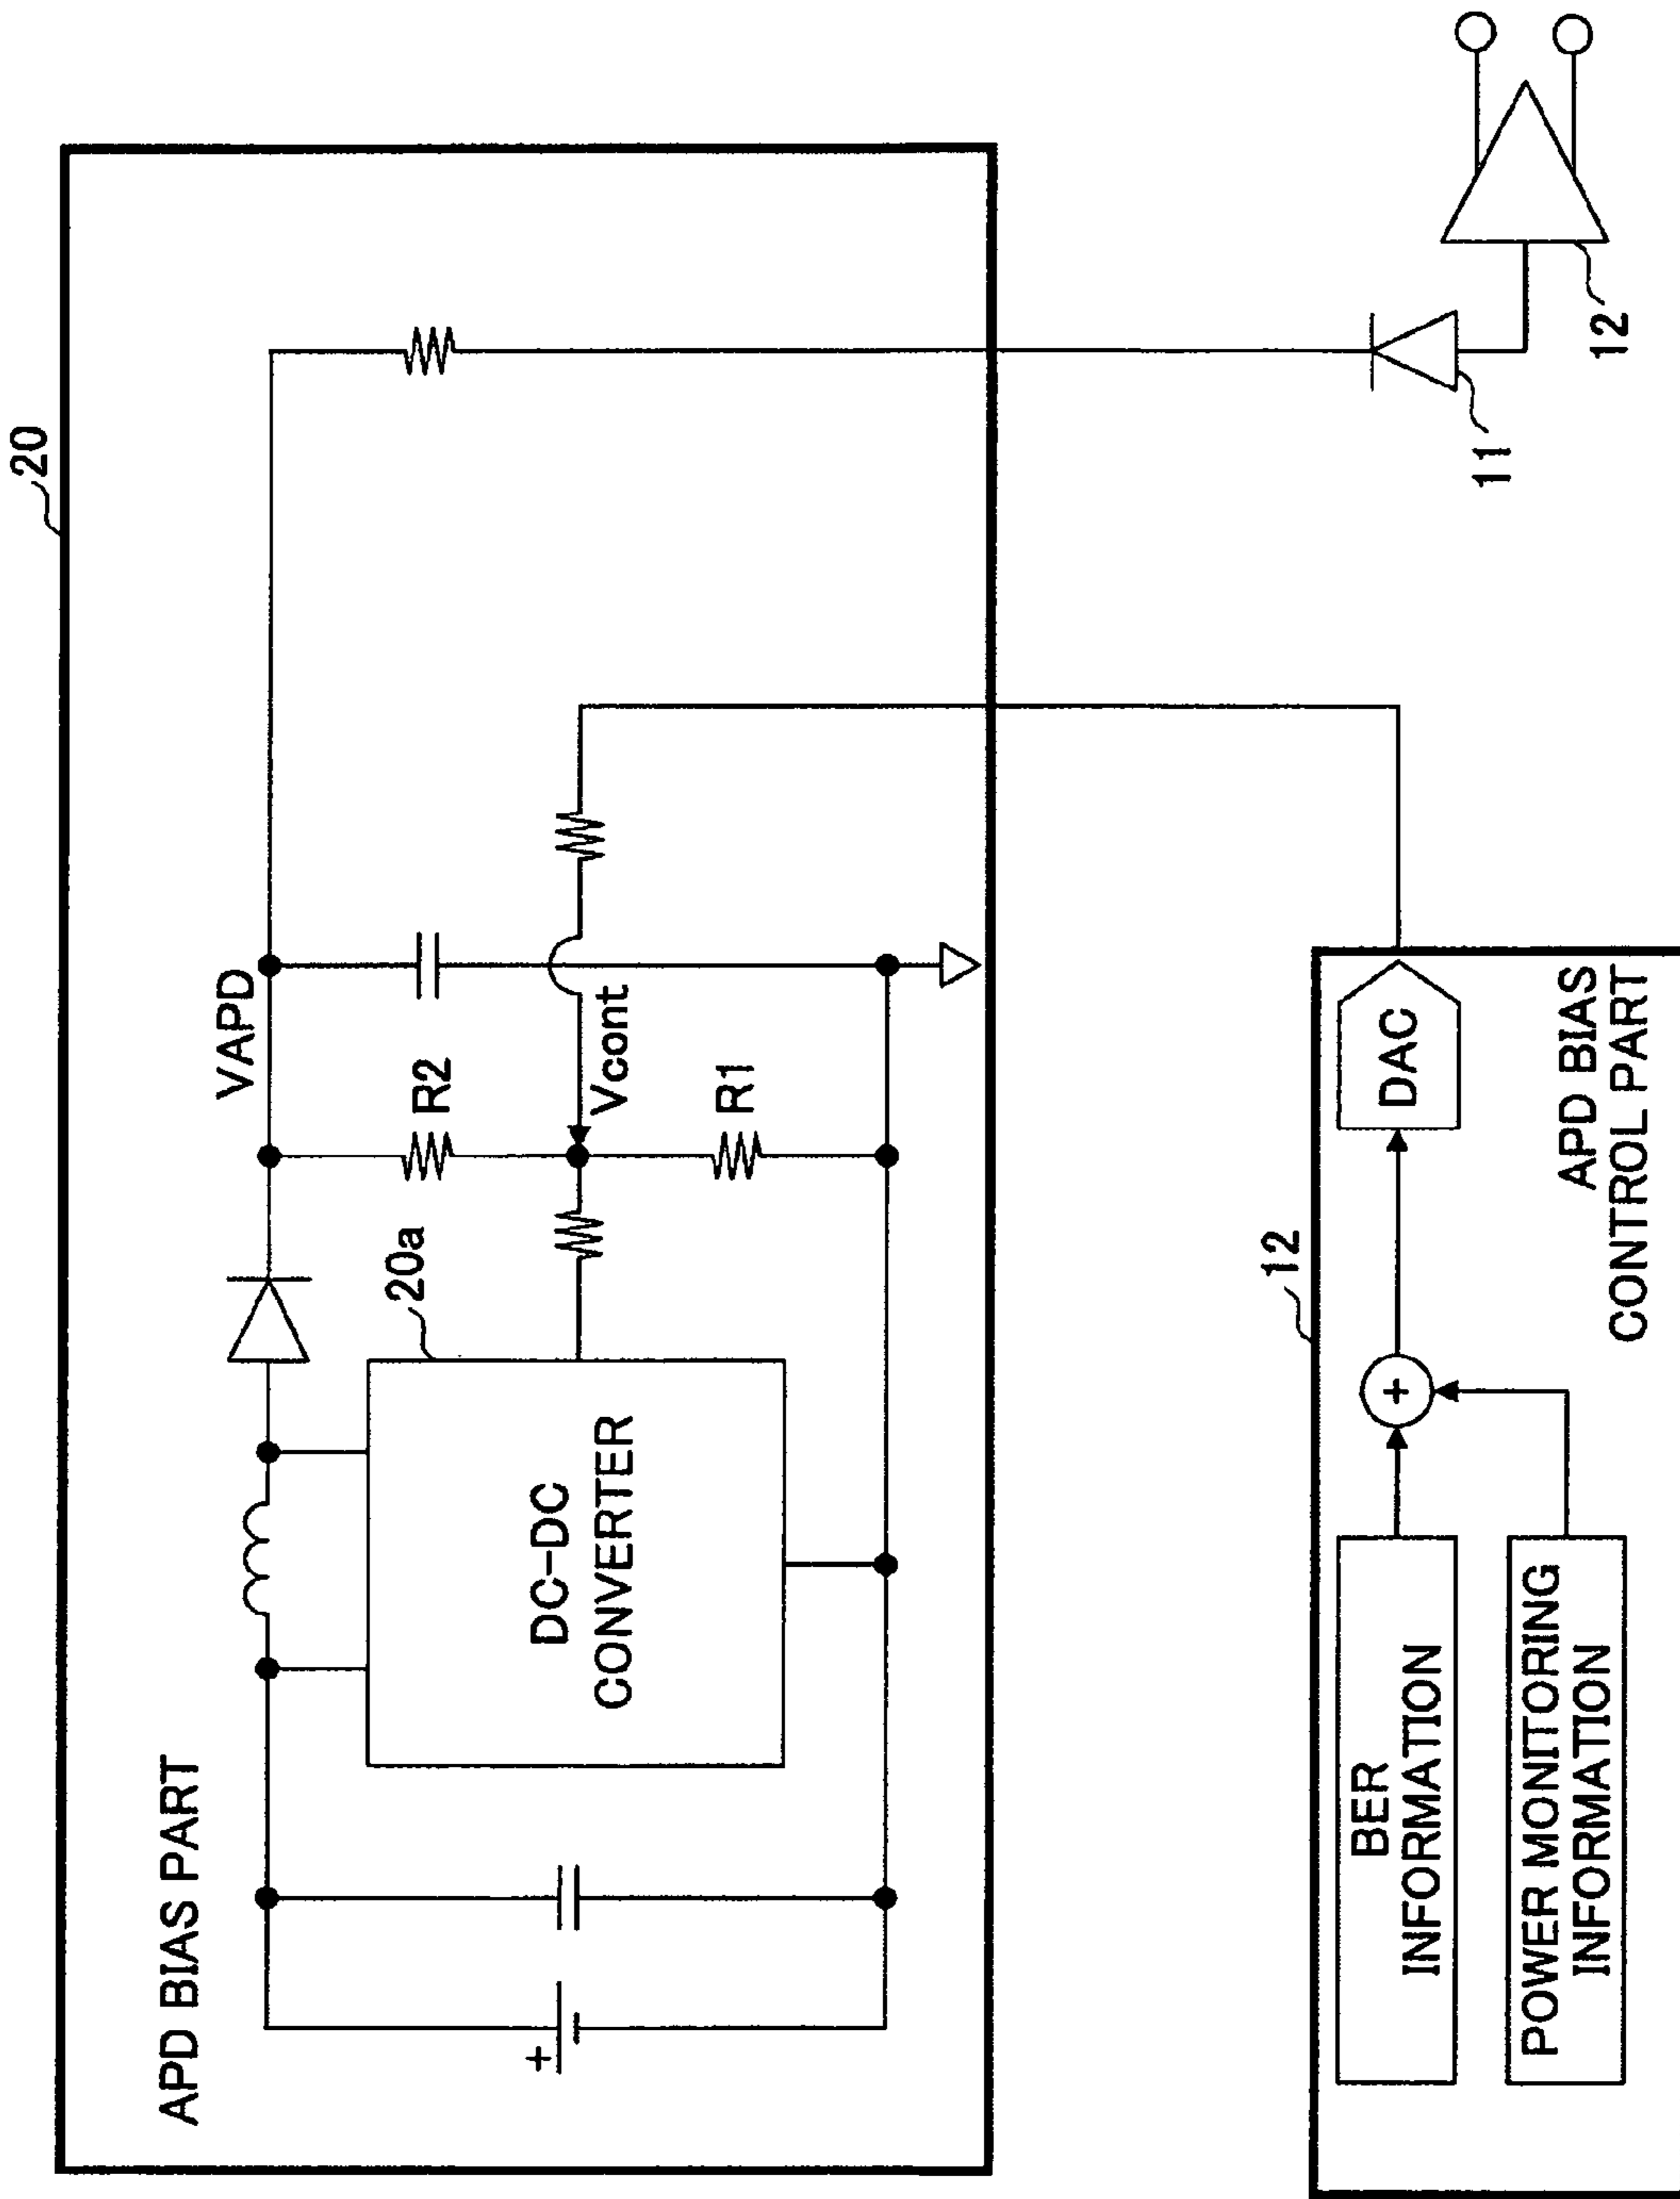 20
APD BIAS PART
VAPD
R2
20a
Vcont
DC-DC
CONVERTER
R1
+
11
12
12
BER
INFORMATION
+
DAC
POWER MONITORING
INFORMATION
APD BIAS
CONTROL PART